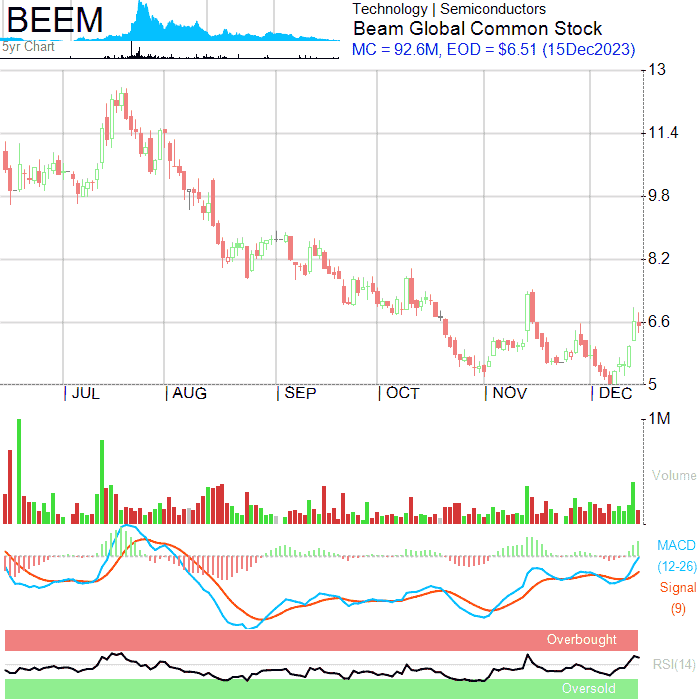 BEEM
5yr Chart
Technology | Semiconductors
Beam Global Common Stock
MC = 92.6M, EOD = $6.51 (15Dec2023)
13
11.4
9.8
8.2
6.6
5
JUL AUG SEP OCT NOV DEC
1M
Volume
MACD
(12-26)
Signal
(9)
Overbought
RSI(14)
Oversold